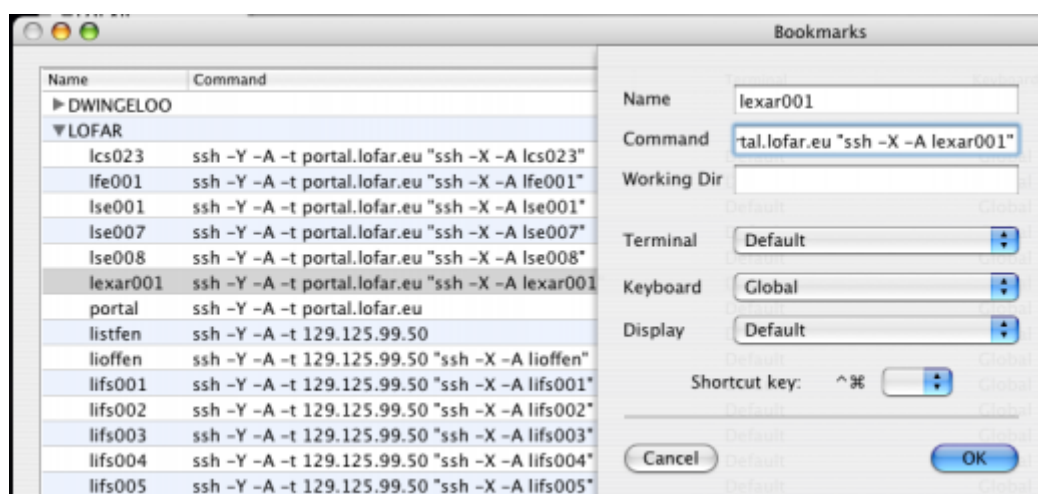 Bookmarks
Name Command
DWINGELOO
LOFAR
lcs023 ssh -Y -A -t portal.lofar.eu "ssh -X -A lcs023"
lfe001 ssh -Y -A -t portal.lofar.eu "ssh -X -A lfe001"
lse001 ssh -Y -A -t portal.lofar.eu "ssh -X -A lse001"
lse007 ssh -Y -A -t portal.lofar.eu "ssh -X -A lse007"
lse008 ssh -Y -A -t portal.lofar.eu "ssh -X -A lse008"
lexar001 ssh -Y -A -t portal.lofar.eu "ssh -X -A lexar001
portal ssh -Y -A -t portal.lofar.eu
listfen ssh -Y -A -t 129.125.99.50
lioffen ssh -Y -A -t 129.125.99.50 "ssh -X -A lioffen"
lifs001 ssh -Y -A -t 129.125.99.50 "ssh -X -A lifs001"
lifs002 ssh -Y -A -t 129.125.99.50 "ssh -X -A lifs002"
lifs003 ssh -Y -A -t 129.125.99.50 "ssh -X -A lifs003"
lifs004 ssh -Y -A -t 129.125.99.50 "ssh -X -A lifs004"
lifs005 ssh -Y -A -t 129.125.99.50 "ssh -X -A lifs005"
Name lexar001
Command tal.lofar.eu "ssh -X -A lexar001"
Working Dir
Terminal Default
Keyboard Global
Display Default
Shortcut key: ^⌘
Cancel OK